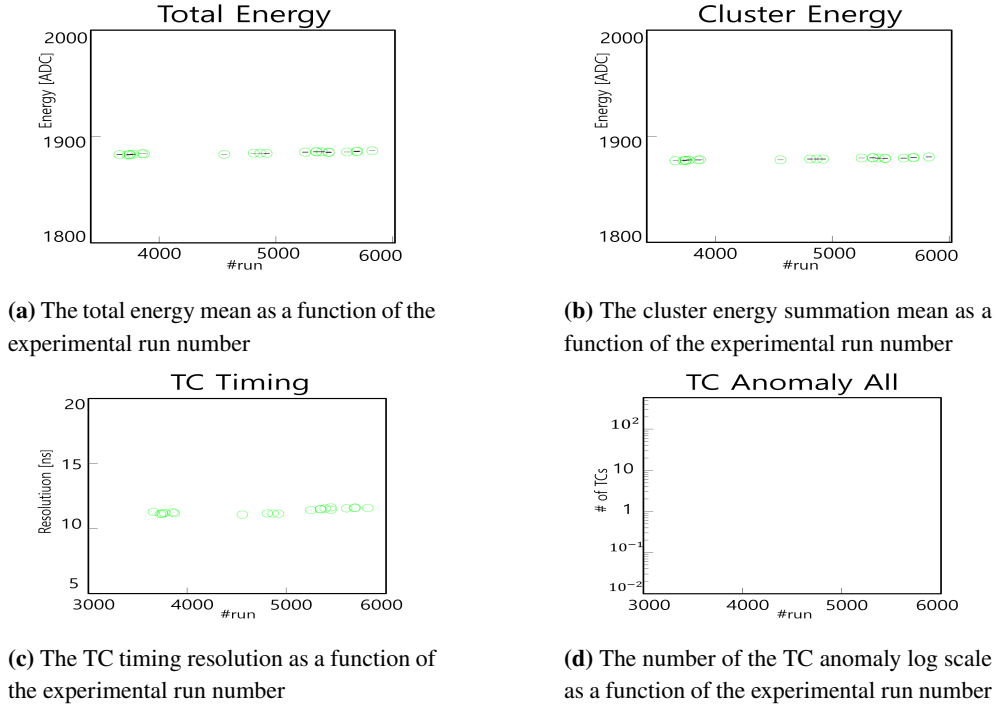 Total Energy
2000
1900
1800
Energy [ADC]
4000 5000 6000
#run
Cluster Energy
2000
1900
1800
Energy [ADC]
4000 5000 6000
#run
(a) The total energy mean as a function of the
experimental run number
(b) The cluster energy summation mean as a
function of the experimental run number
TC Timing
20
15
10
5
Resolutiuon [ns]
3000 4000 5000 6000
#run
TC Anomaly All
10²
10
1
10⁻¹
10⁻²
# of TCs
3000 4000 5000 6000
#run
(c) The TC timing resolution as a function of
the experimental run number
(d) The number of the TC anomaly log scale
as a function of the experimental run number